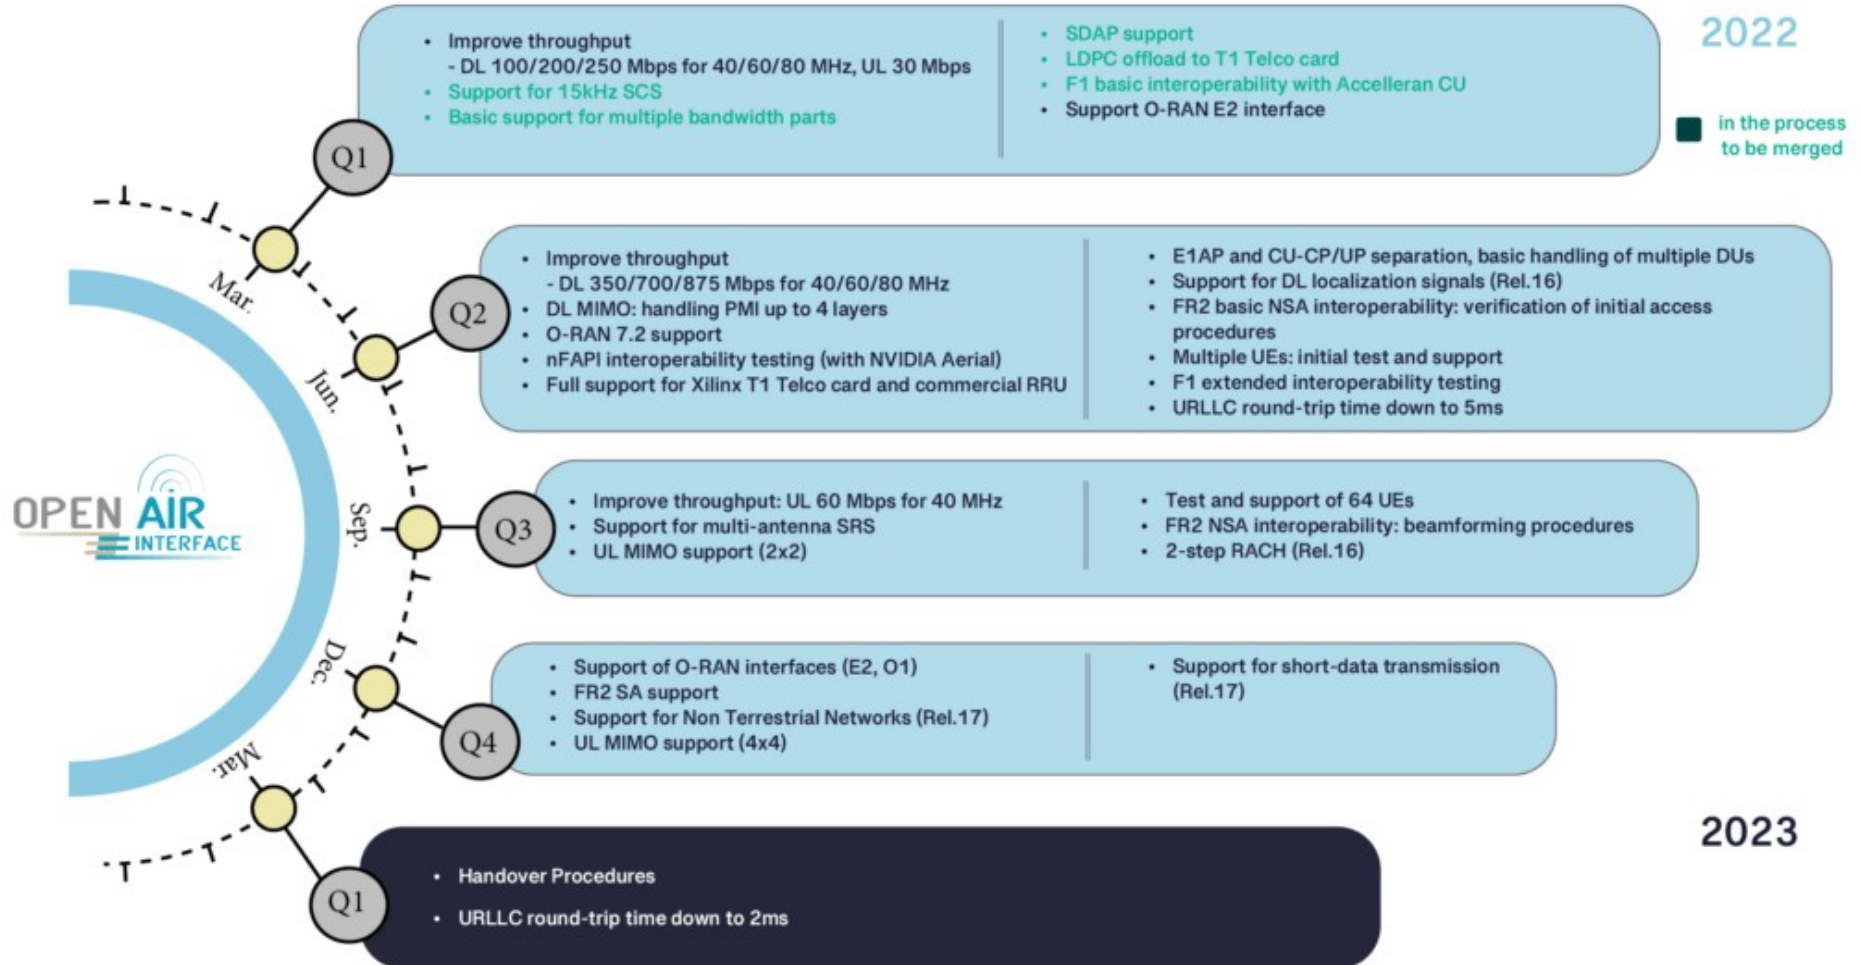 2022
in the process
to be merged
Q1
Mar.
• Improve throughput
- DL 100/200/250 Mbps for 40/60/80 MHz, UL 30 Mbps
• Support for 15kHz SCS
• Basic support for multiple bandwidth parts
• SDAP support
• LDPC offload to T1 Telco card
• F1 basic interoperability with Accelleran CU
• Support O-RAN E2 interface
Q2
Jun.
• Improve throughput
- DL 350/700/875 Mbps for 40/60/80 MHz
• DL MIMO: handling PMI up to 4 layers
• O-RAN 7.2 support
• nFAPI interoperability testing (with NVIDIA Aerial)
• Full support for Xilinx T1 Telco card and commercial RRU
• E1AP and CU-CP/UP separation, basic handling of multiple DUs
• Support for DL localization signals (Rel.16)
• FR2 basic NSA interoperability: verification of initial access
procedures
• Multiple UEs: initial test and support
• F1 extended interoperability testing
• URLLC round-trip time down to 5ms
OPEN AIR
INTERFACE
Sep.
Q3
• Improve throughput: UL 60 Mbps for 40 MHz
• Support for multi-antenna SRS
• UL MIMO support (2x2)
• Test and support of 64 UEs
• FR2 NSA interoperability: beamforming procedures
• 2-step RACH (Rel.16)
Dec.
Q4
• Support of O-RAN interfaces (E2, O1)
• FR2 SA support
• Support for Non Terrestrial Networks (Rel.17)
• UL MIMO support (4x4)
• Support for short-data transmission
(Rel.17)
2023
Mar.
Q1
• Handover Procedures
• URLLC round-trip time down to 2ms